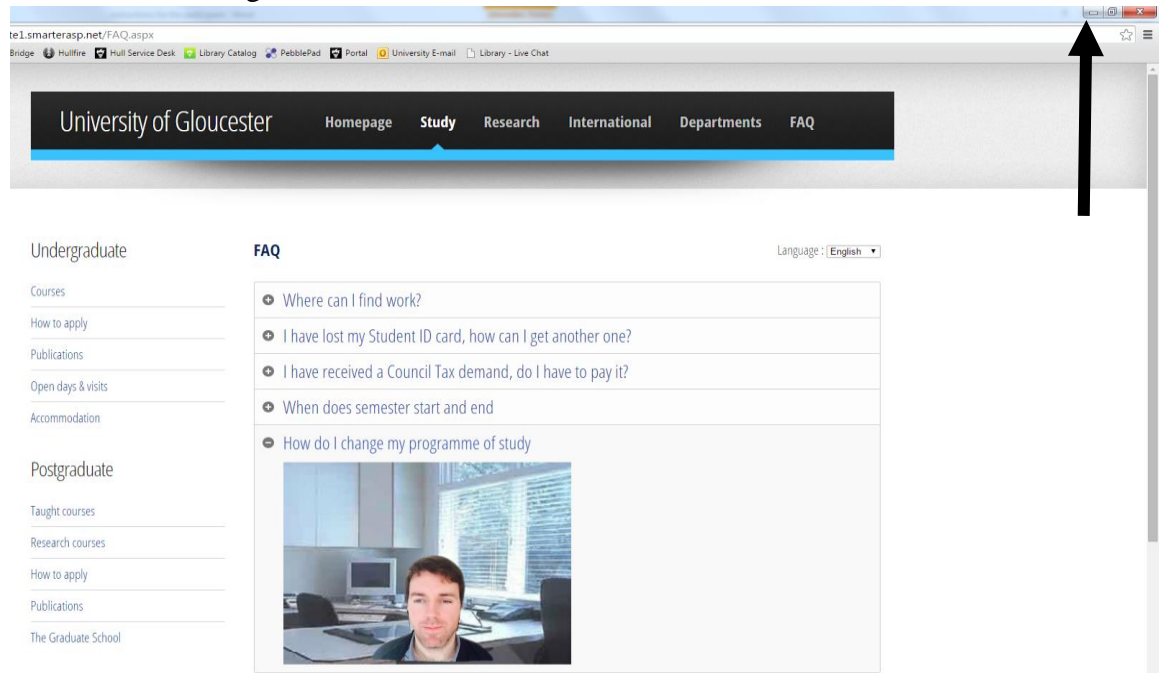 te1.smarterasp.net/FAQ.aspx
Bridge Hullfire Hull Service Desk Library Catalog PebblePad Portal University E-mail Library - Live Chat
University of Gloucester Homepage Study Research International Departments FAQ
Undergraduate
Courses
How to apply
Publications
Open days & visits
Accommodation
Postgraduate
Taught courses
Research courses
How to apply
Publications
The Graduate School
FAQ
Language : English
Where can I find work?
I have lost my Student ID card, how can I get another one?
I have received a Council Tax demand, do I have to pay it?
When does semester start and end
How do I change my programme of study